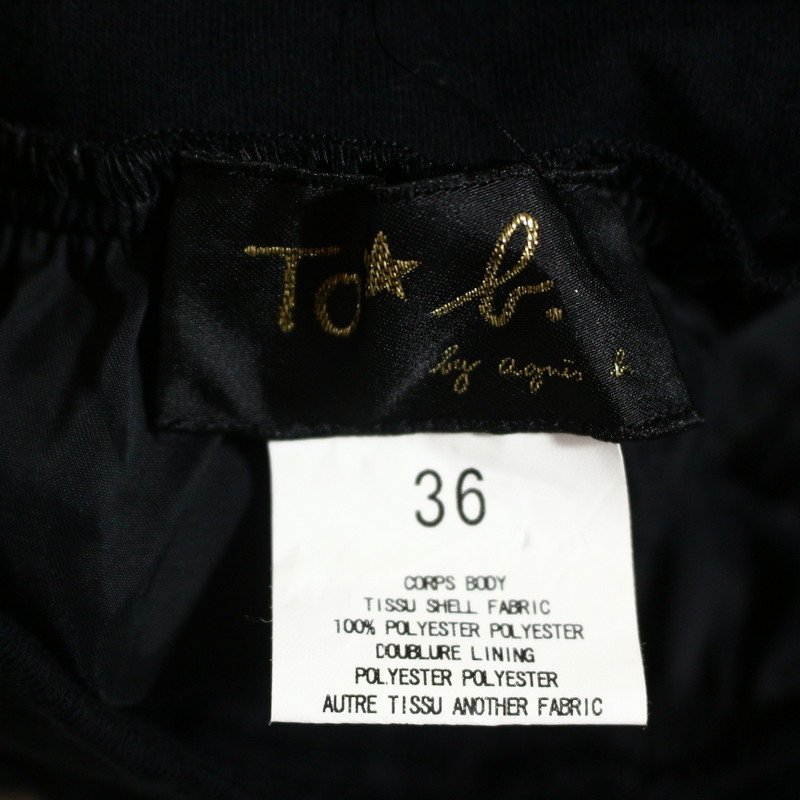 To★ b.
by agnès b.
36
CORPS BODY
TISSU SHELL FABRIC
100% POLYESTER POLYESTER
DOUBLURE LINING
POLYESTER POLYESTER
AUTRE TISSU ANOTHER FABRIC